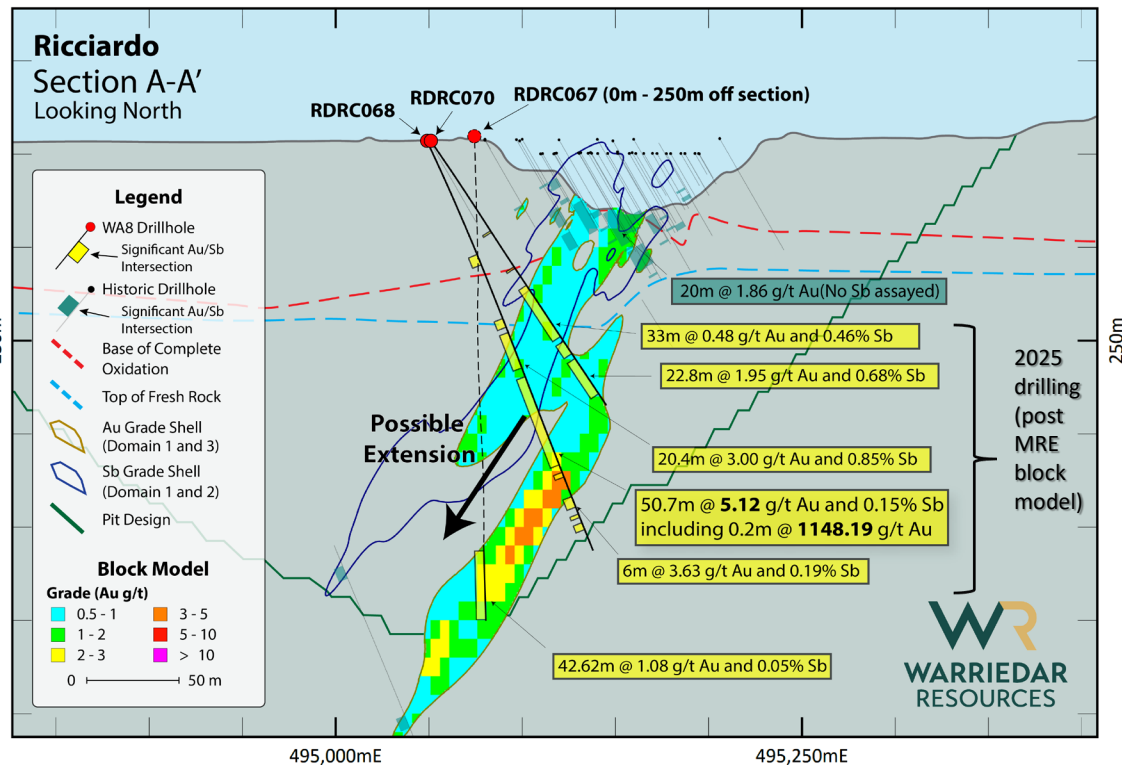 Ricciardo
Section A-A'
Looking North
RDRC068
RDRC070
RDRC067 (0m - 250m off section)
Legend
WA8 Drillhole
Significant Au/Sb
Intersection
Historic Drillhole
Significant Au/Sb
Intersection
Base of Complete
Oxidation
Top of Fresh Rock
Au Grade Shell
(Domain 1 and 3)
Sb Grade Shell
(Domain 1 and 2)
Pit Design
Block Model
Grade (Au g/t)
0.5 - 1
3 - 5
1 - 2
5 - 10
2 - 3
> 10
0
50 m
Possible
Extension
20m @ 1.86 g/t Au(No Sb assayed)
33m @ 0.48 g/t Au and 0.46% Sb
22.8m @ 1.95 g/t Au and 0.68% Sb
20.4m @ 3.00 g/t Au and 0.85% Sb
50.7m @ 5.12 g/t Au and 0.15% Sb
including 0.2m @ 1148.19 g/t Au
6m @ 3.63 g/t Au and 0.19% Sb
42.62m @ 1.08 g/t Au and 0.05% Sb
2025
drilling
(post
MRE
block
model)
250m
WARRIEDAR
RESOURCES
495,000mE
495,250mE